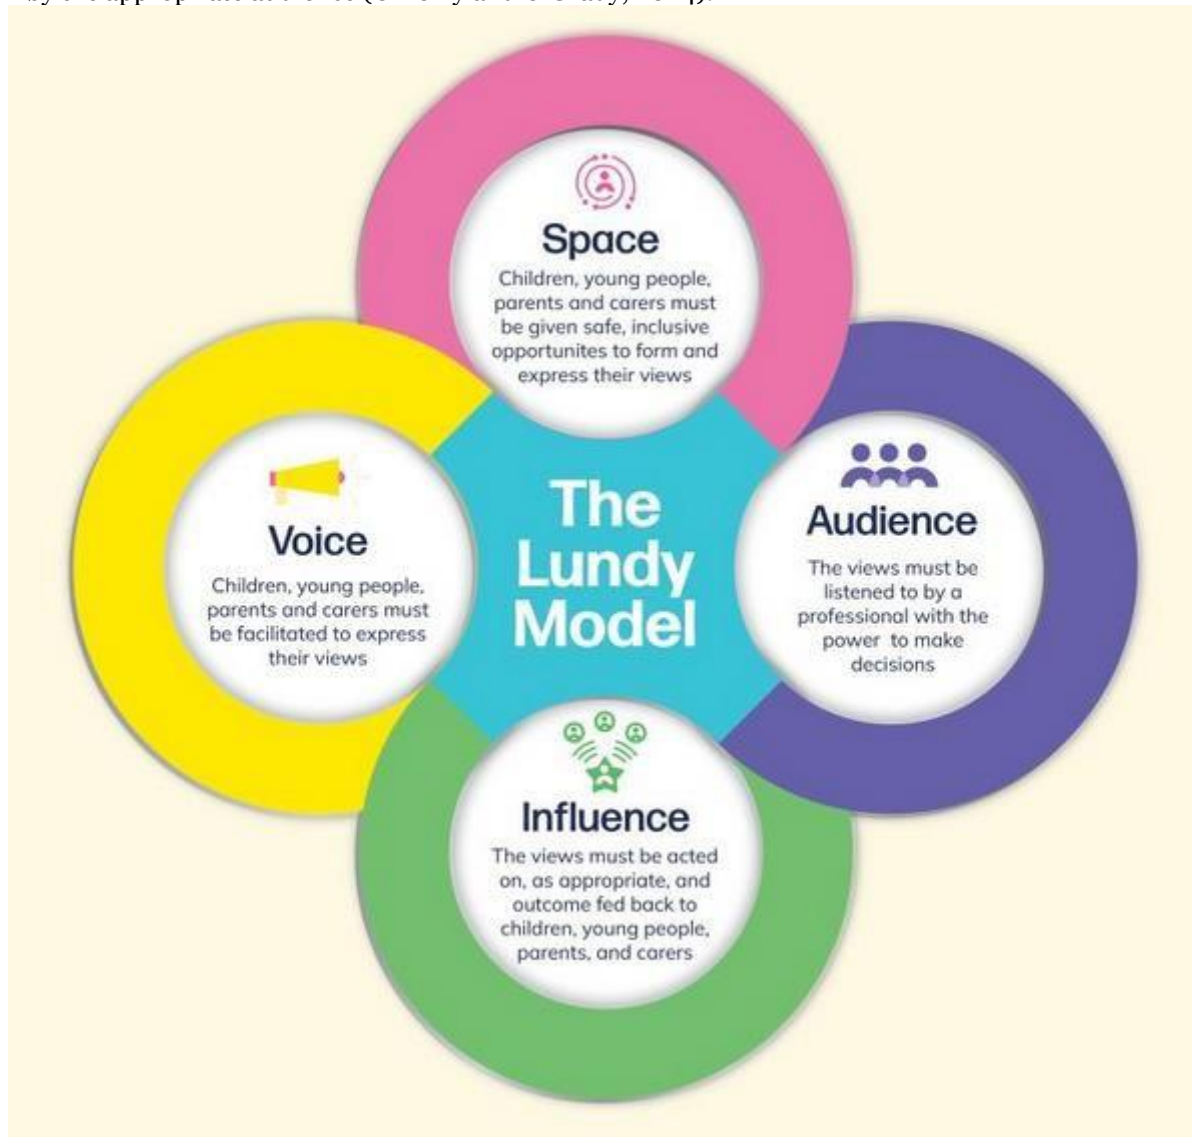 Space
Children, young people,
parents and carers must
be given safe, inclusive
opportunites to form and
express their views
Voice
Children, young people,
parents and carers must
be facilitated to express
their views
The
Lundy
Model
Audience
The views must be
listened to by a
professional with the
power to make
decisions
Influence
The views must be acted
on, as appropriate, and
outcome fed back to
children, young people,
parents, and carers